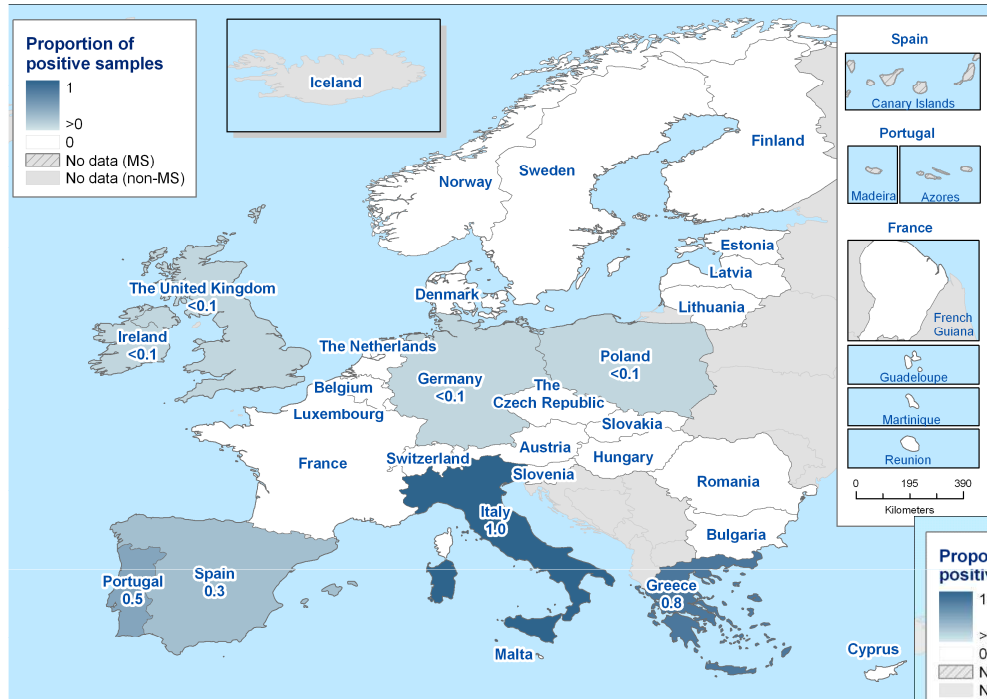 Proportion of
positive samples
1
>0
0
No data (MS)
No data (non-MS)
Iceland
Spain
Canary Islands
Portugal
Madeira
Azores
France
French
Guiana
Guadeloupe
Martinique
Reunion
0 195 390
Kilometers
Norway
Sweden
Finland
Estonia
Latvia
Lithuania
Denmark
The United Kingdom
<0.1
Ireland
<0.1
The Netherlands
Belgium
Luxembourg
Germany
<0.1
Poland
<0.1
The
Czech Republic
Slovakia
Austria
Hungary
Switzerland
Slovenia
France
Romania
Bulgaria
Italy
1.0
Portugal
0.5
Spain
0.3
Greece
0.8
Malta
Cyprus
1
>
0
N
N